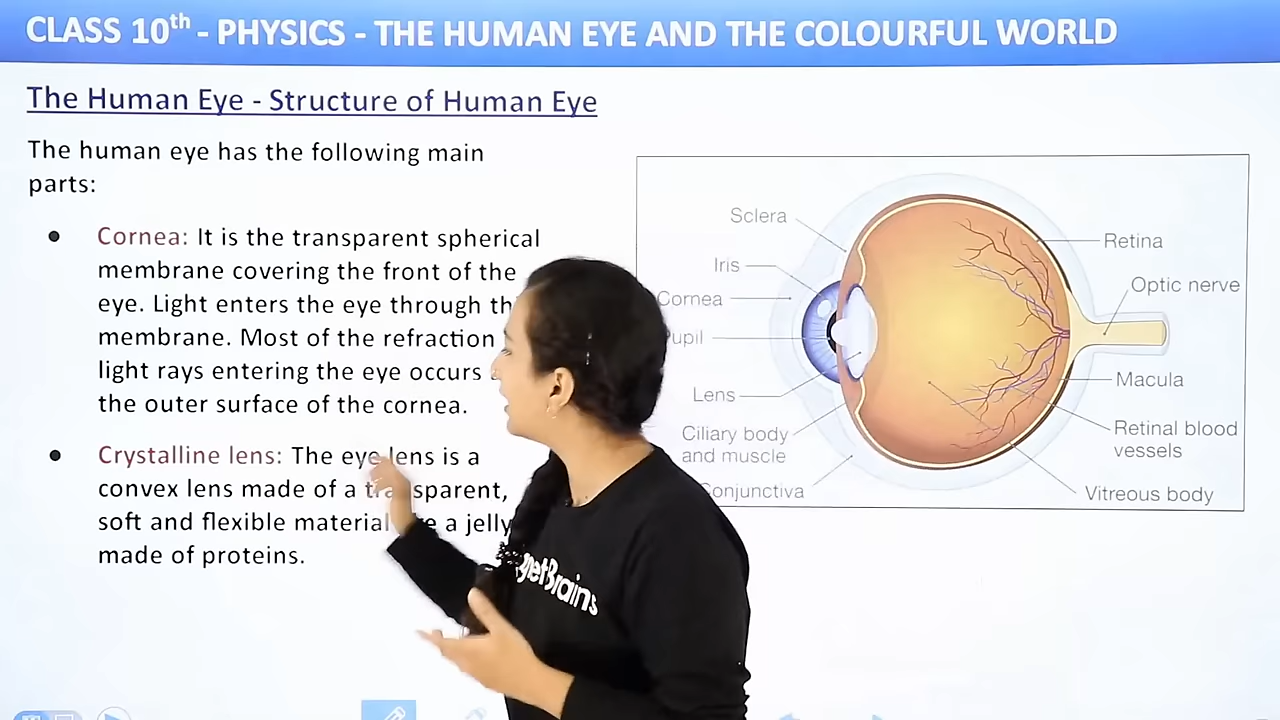 CLASS 10th - PHYSICS - THE HUMAN EYE AND THE COLOURFUL WORLD
The Human Eye - Structure of Human Eye
The human eye has the following main
parts:
● Cornea: It is the transparent spherical
membrane covering the front of the
eye. Light enters the eye through
membrane. Most of the refraction
light rays entering the eye occurs
the outer surface of the cornea.
● Crystalline lens: The eye lens is a
convex lens made of a transparent,
soft and flexible material a jelly
made of proteins.
Sclera
Iris
Cornea
Pupil
Lens
Ciliary body
and muscle
Conjunctiva
Retina
Optic nerve
Macula
Retinal blood
vessels
Vitreous body